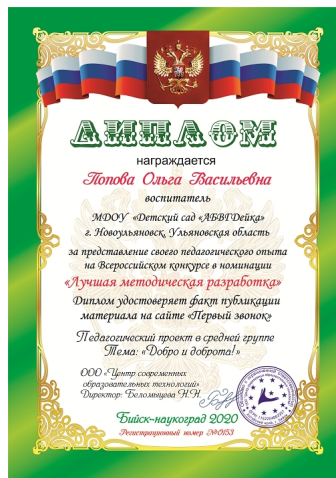 ДИПЛОМ
награждается
Попова Ольга Васильевна
воспитатель
МДОУ «Детский сад «АБВГДейка»
г. Новоульяновск, Ульяновская область
за представление своего педагогического опыта
на Всероссийском конкурсе в номинации
«Лучшая методическая разработка»
Диплом удостоверяет факт публикации
материала на сайте «Первый звонок»
Педагогический проект в средней группе
Тема: «Добро и доброта!»
ООО «Центр современных
образовательных технологий»
Директор: Беломыцева Н.Н.
Бийск-наукоград 2020
Регистрационный номер №0153